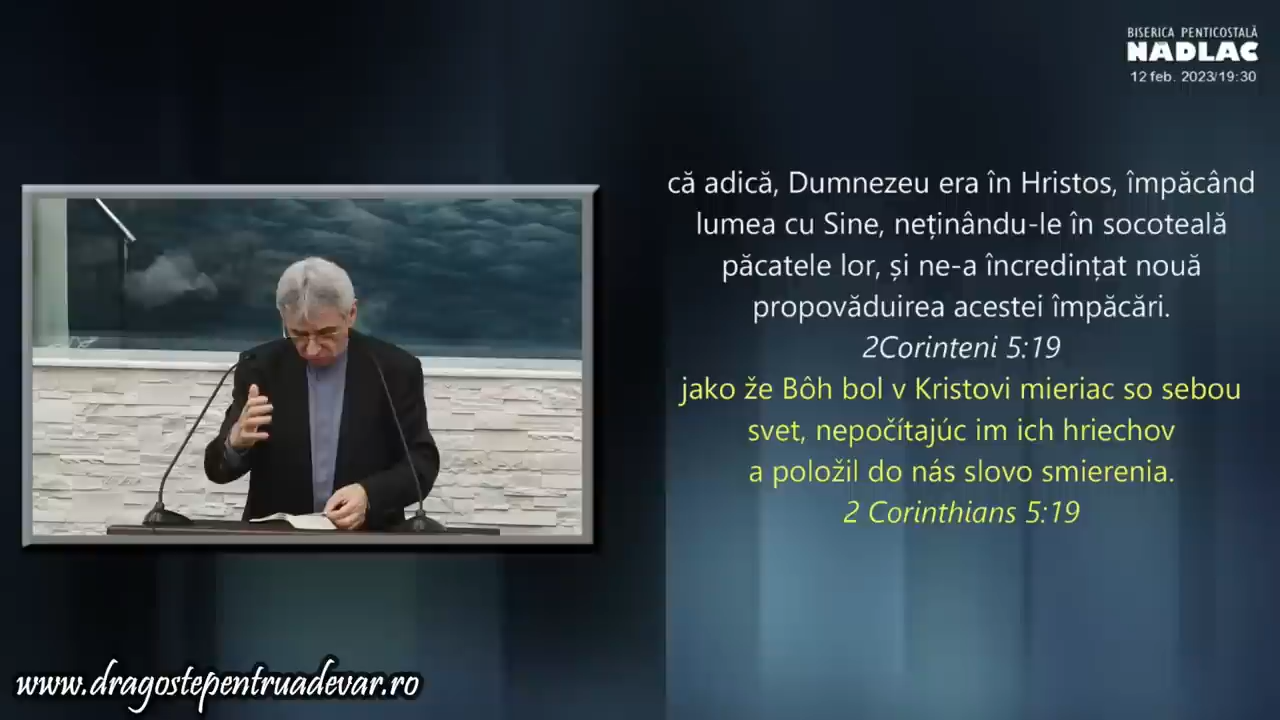 BISERICA PENTICOSTALĂ
NĂDLAC
12 feb. 2023/19:30
că adică, Dumnezeu era în Hristos, împăcând
lumea cu Sine, neținându-le în socoteală
păcatele lor, și ne-a încredințat nouă
propovăduirea acestei împăcări.
2Corinteni 5:19
jako že Bôh bol v Kristovi mieriac so sebou
svet, nepočítajúc im ich hriechov
a položil do nás slovo smierenia.
2 Corinthians 5:19
www.dragostepentruadevar.ro